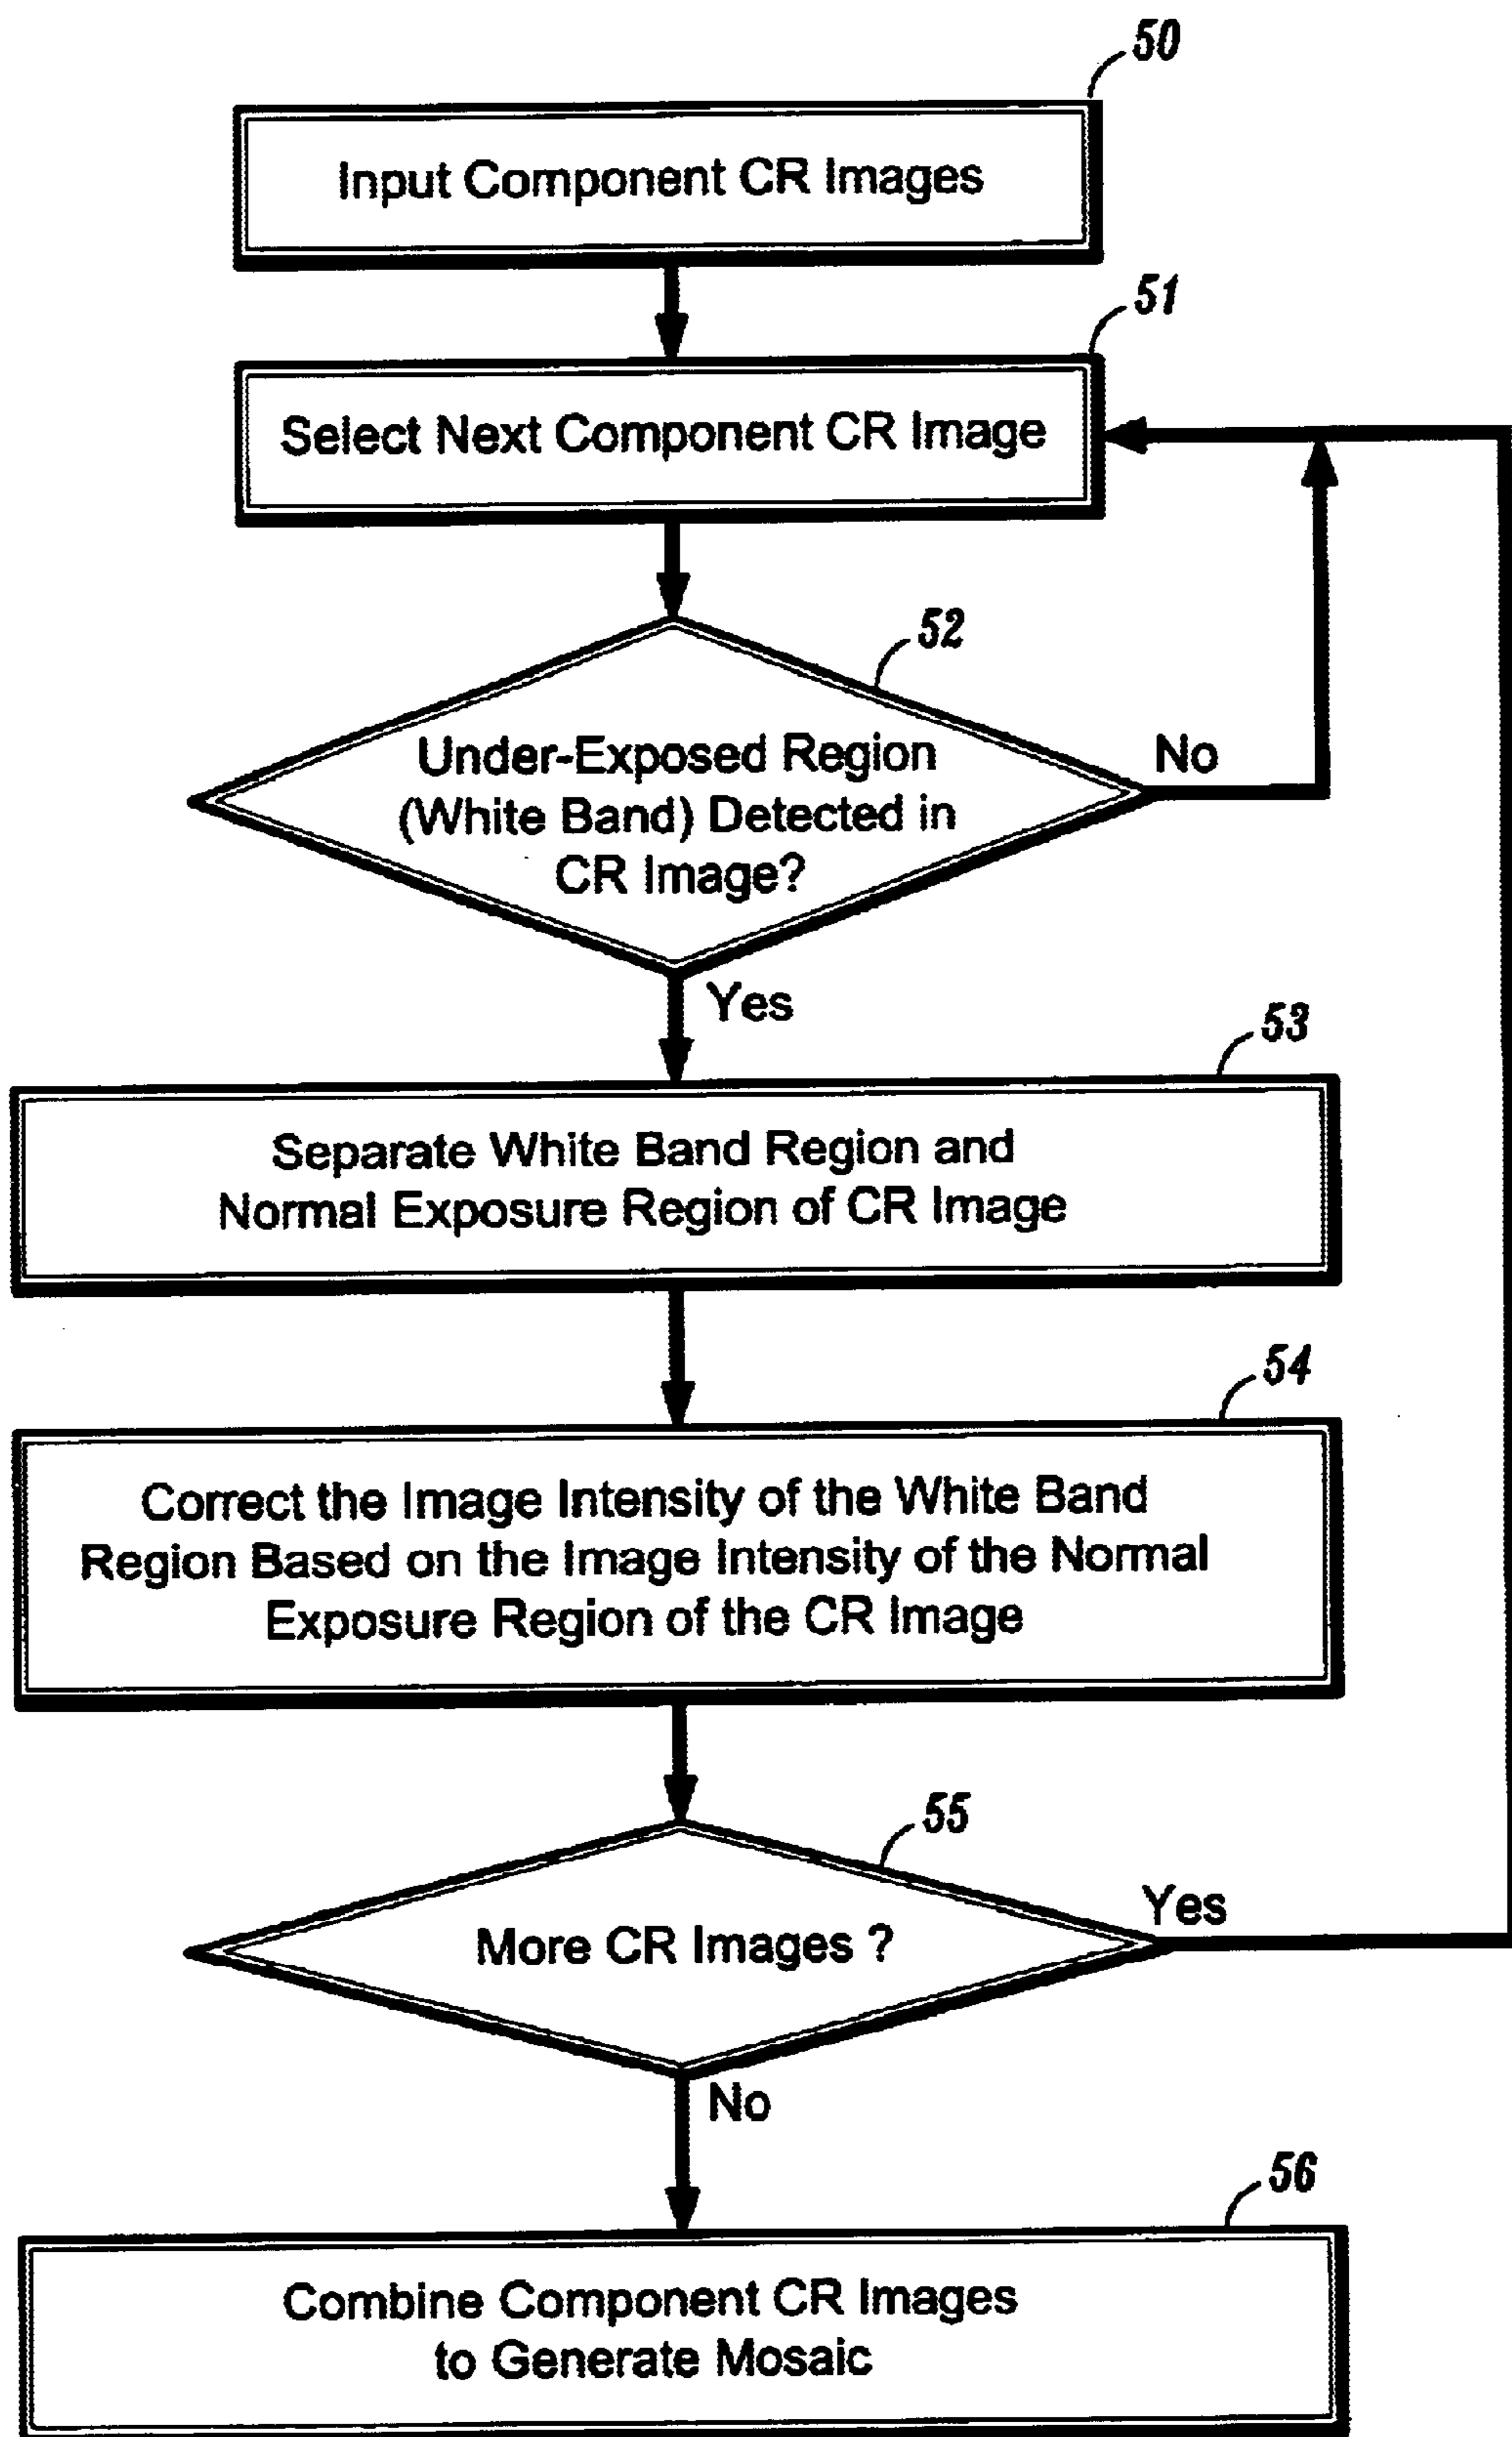 50
Input Component CR Images
51
Select Next Component CR Image
52
Under-Exposed Region
(White Band) Detected in
CR Image?
No
Yes
53
Separate White Band Region and
Normal Exposure Region of CR Image
54
Correct the Image Intensity of the White Band
Region Based on the Image Intensity of the Normal
Exposure Region of the CR Image
55
More CR Images ?
Yes
No
56
Combine Component CR Images
to Generate Mosaic